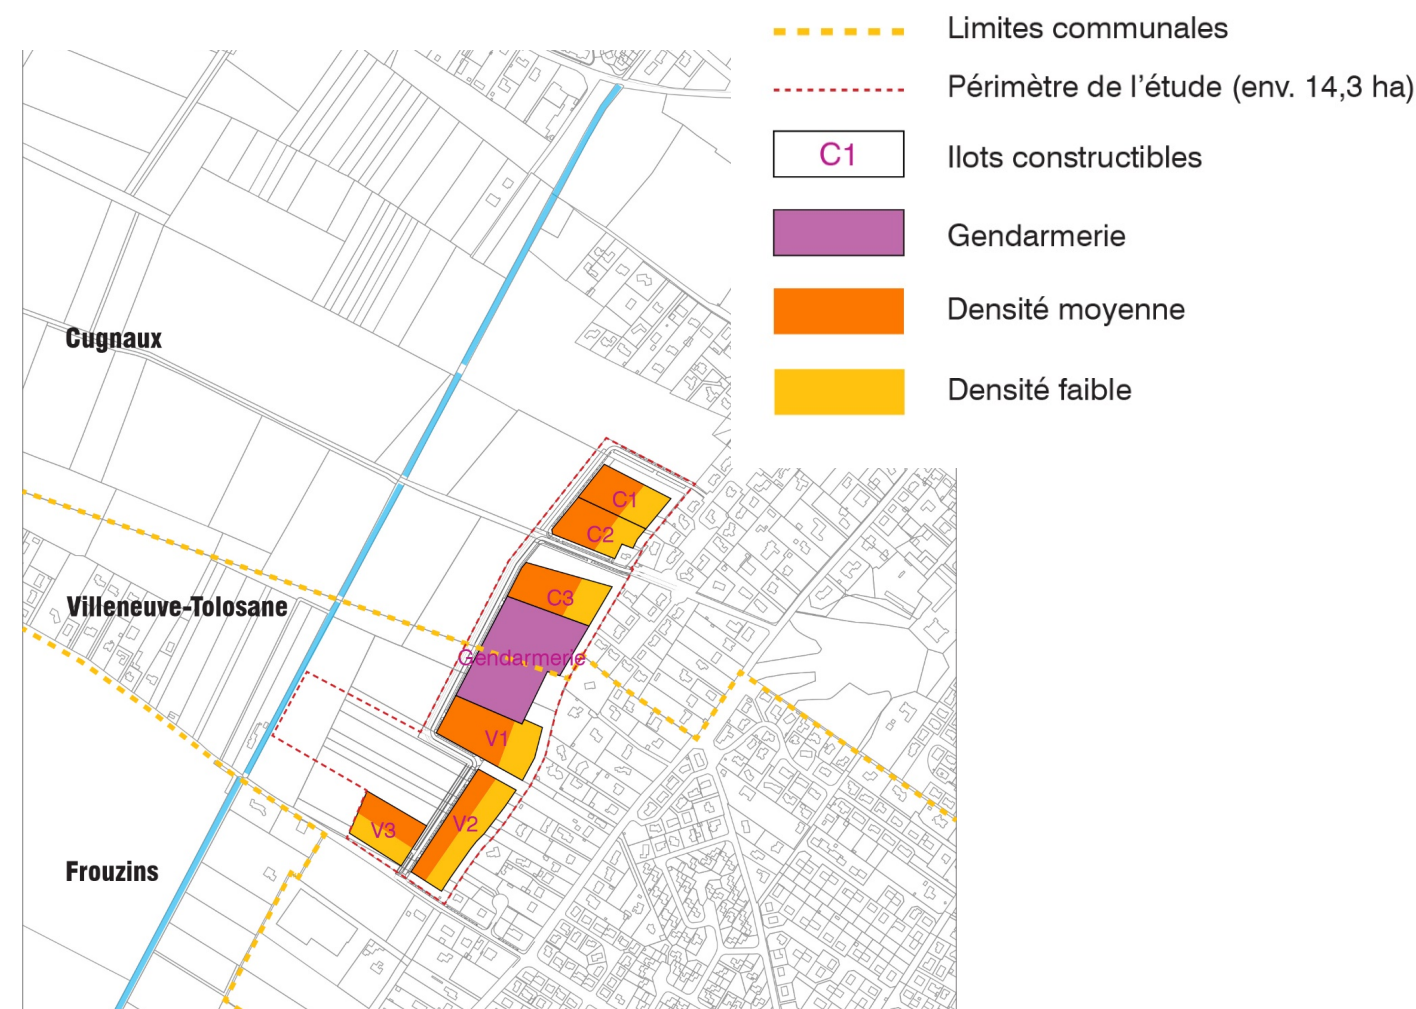 Limites communales
Périmètre de l'étude (env. 14,3 ha)
C1
Ilots constructibles
Gendarmerie
Densité moyenne
Densité faible
Cugnaux
C1
C2
C3
Villeneuve-Tolosane
Gendarmerie
V1
V2
V3
Frouzins